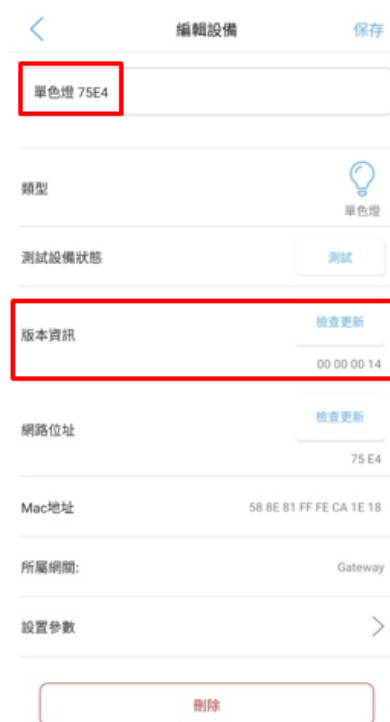 編輯設備
保存
單色燈 75E4
類型
單色燈
測試設備狀態
測試
版本資訊
檢查更新
00 00 00 14
網路位址
檢查更新
75 E4
Mac地址
58 8E 81 FF FE CA 1E 18
所屬網關:
Gateway
設置參數
刪除